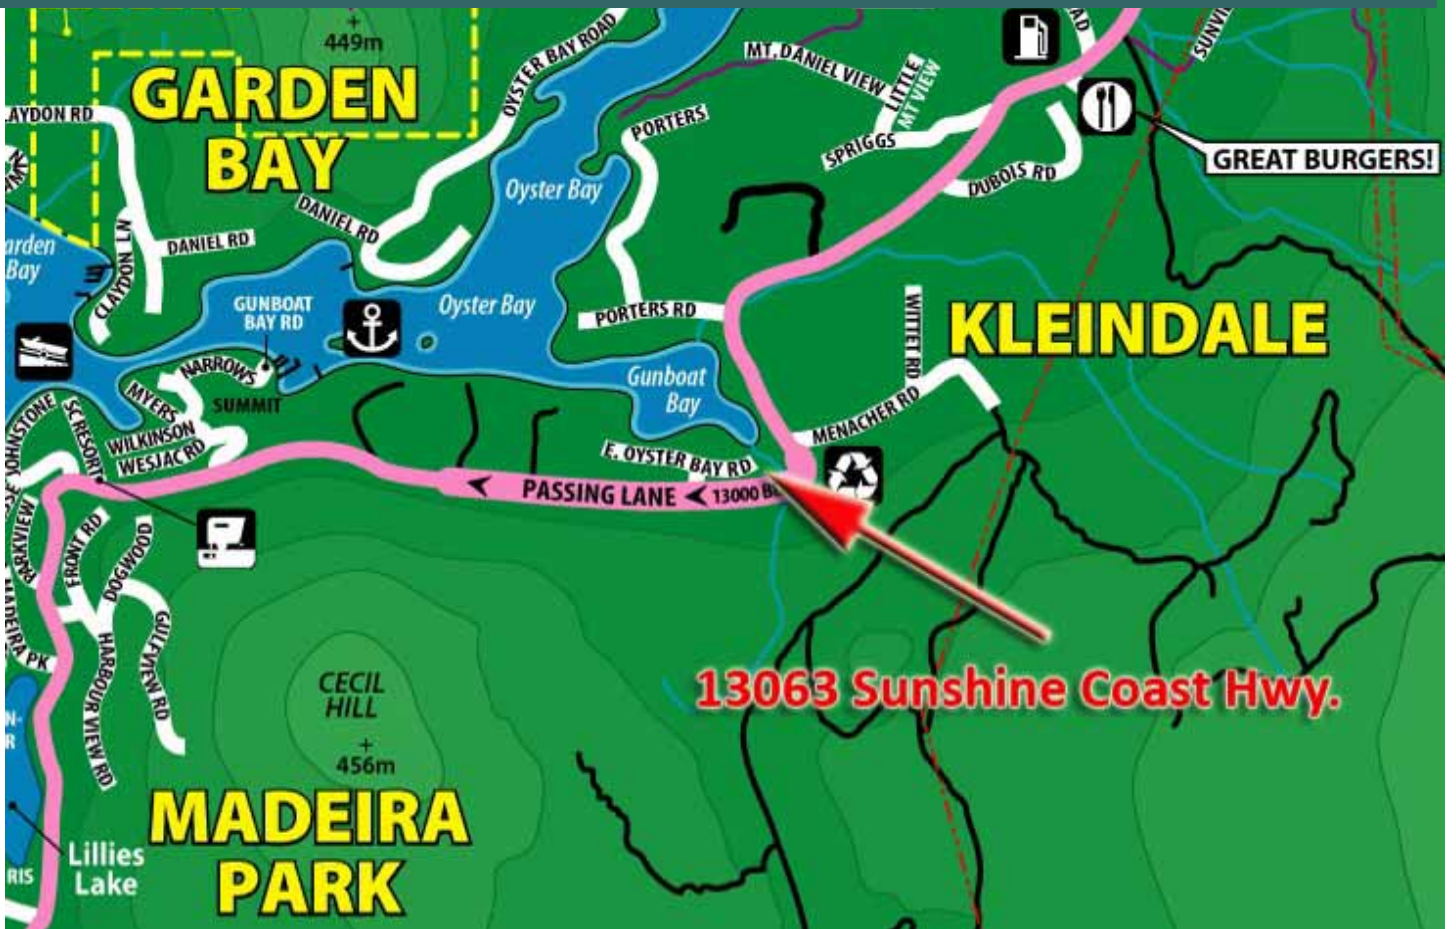 449m
GARDEN
BAY
OYSTER BAY ROAD
MT. DANIEL VIEW
LITTLE
MT VIEW
SPRIGGS
DUBOIS RD
GREAT BURGERS!
PORTERS
Oyster Bay
DANIEL RD
DANIEL RD
CLAYDON LN
Bay
GUNBOAT
BAY RD
Oyster Bay
PORTERS RD
KLEINDALE
WITTET RD
MENACHER RD
Gunboat
Bay
NARROWS
SUMMIT
MYERS
WILKINSON
WESJAC RD
JOHNSTONE
SC RESORT
E. OYSTER BAY RD
PASSING LANE
13000
PARKVIEW
FRONT RD
DOGWOOD
GULFVIEW RD
HARBOUR VIEW RD
MADEIRA PK
13063 Sunshine Coast Hwy.
CECIL
HILL
456m
MADEIRA
PARK
Lillies
Lake